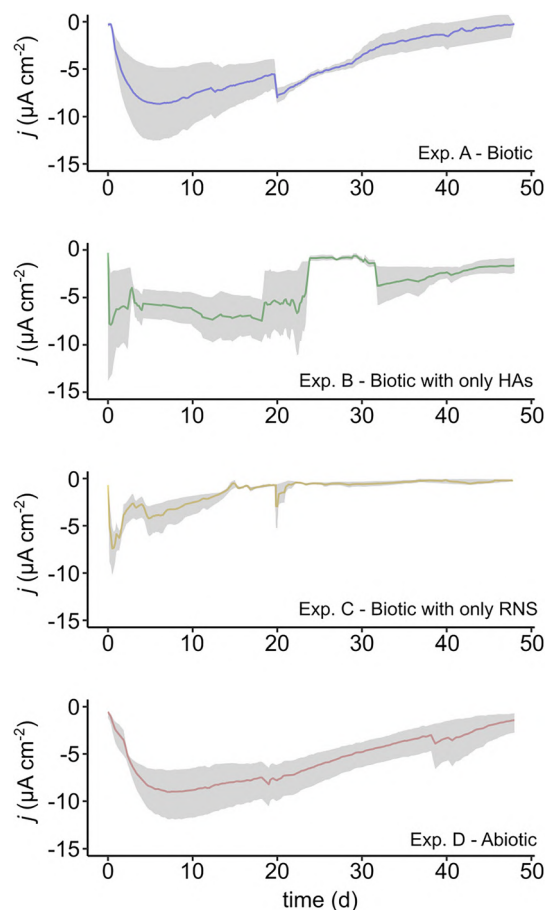 0
-5
-10
-15
j (µA cm-2)
Exp. A - Biotic
0 10 20 30 40 50
0
-5
-10
-15
j (µA cm-2)
Exp. B - Biotic with only HAs
0 10 20 30 40 50
0
-5
-10
-15
j (µA cm-2)
Exp. C - Biotic with only RNS
0 10 20 30 40 50
0
-5
-10
-15
j (µA cm-2)
Exp. D - Abiotic
0 10 20 30 40 50
time (d)